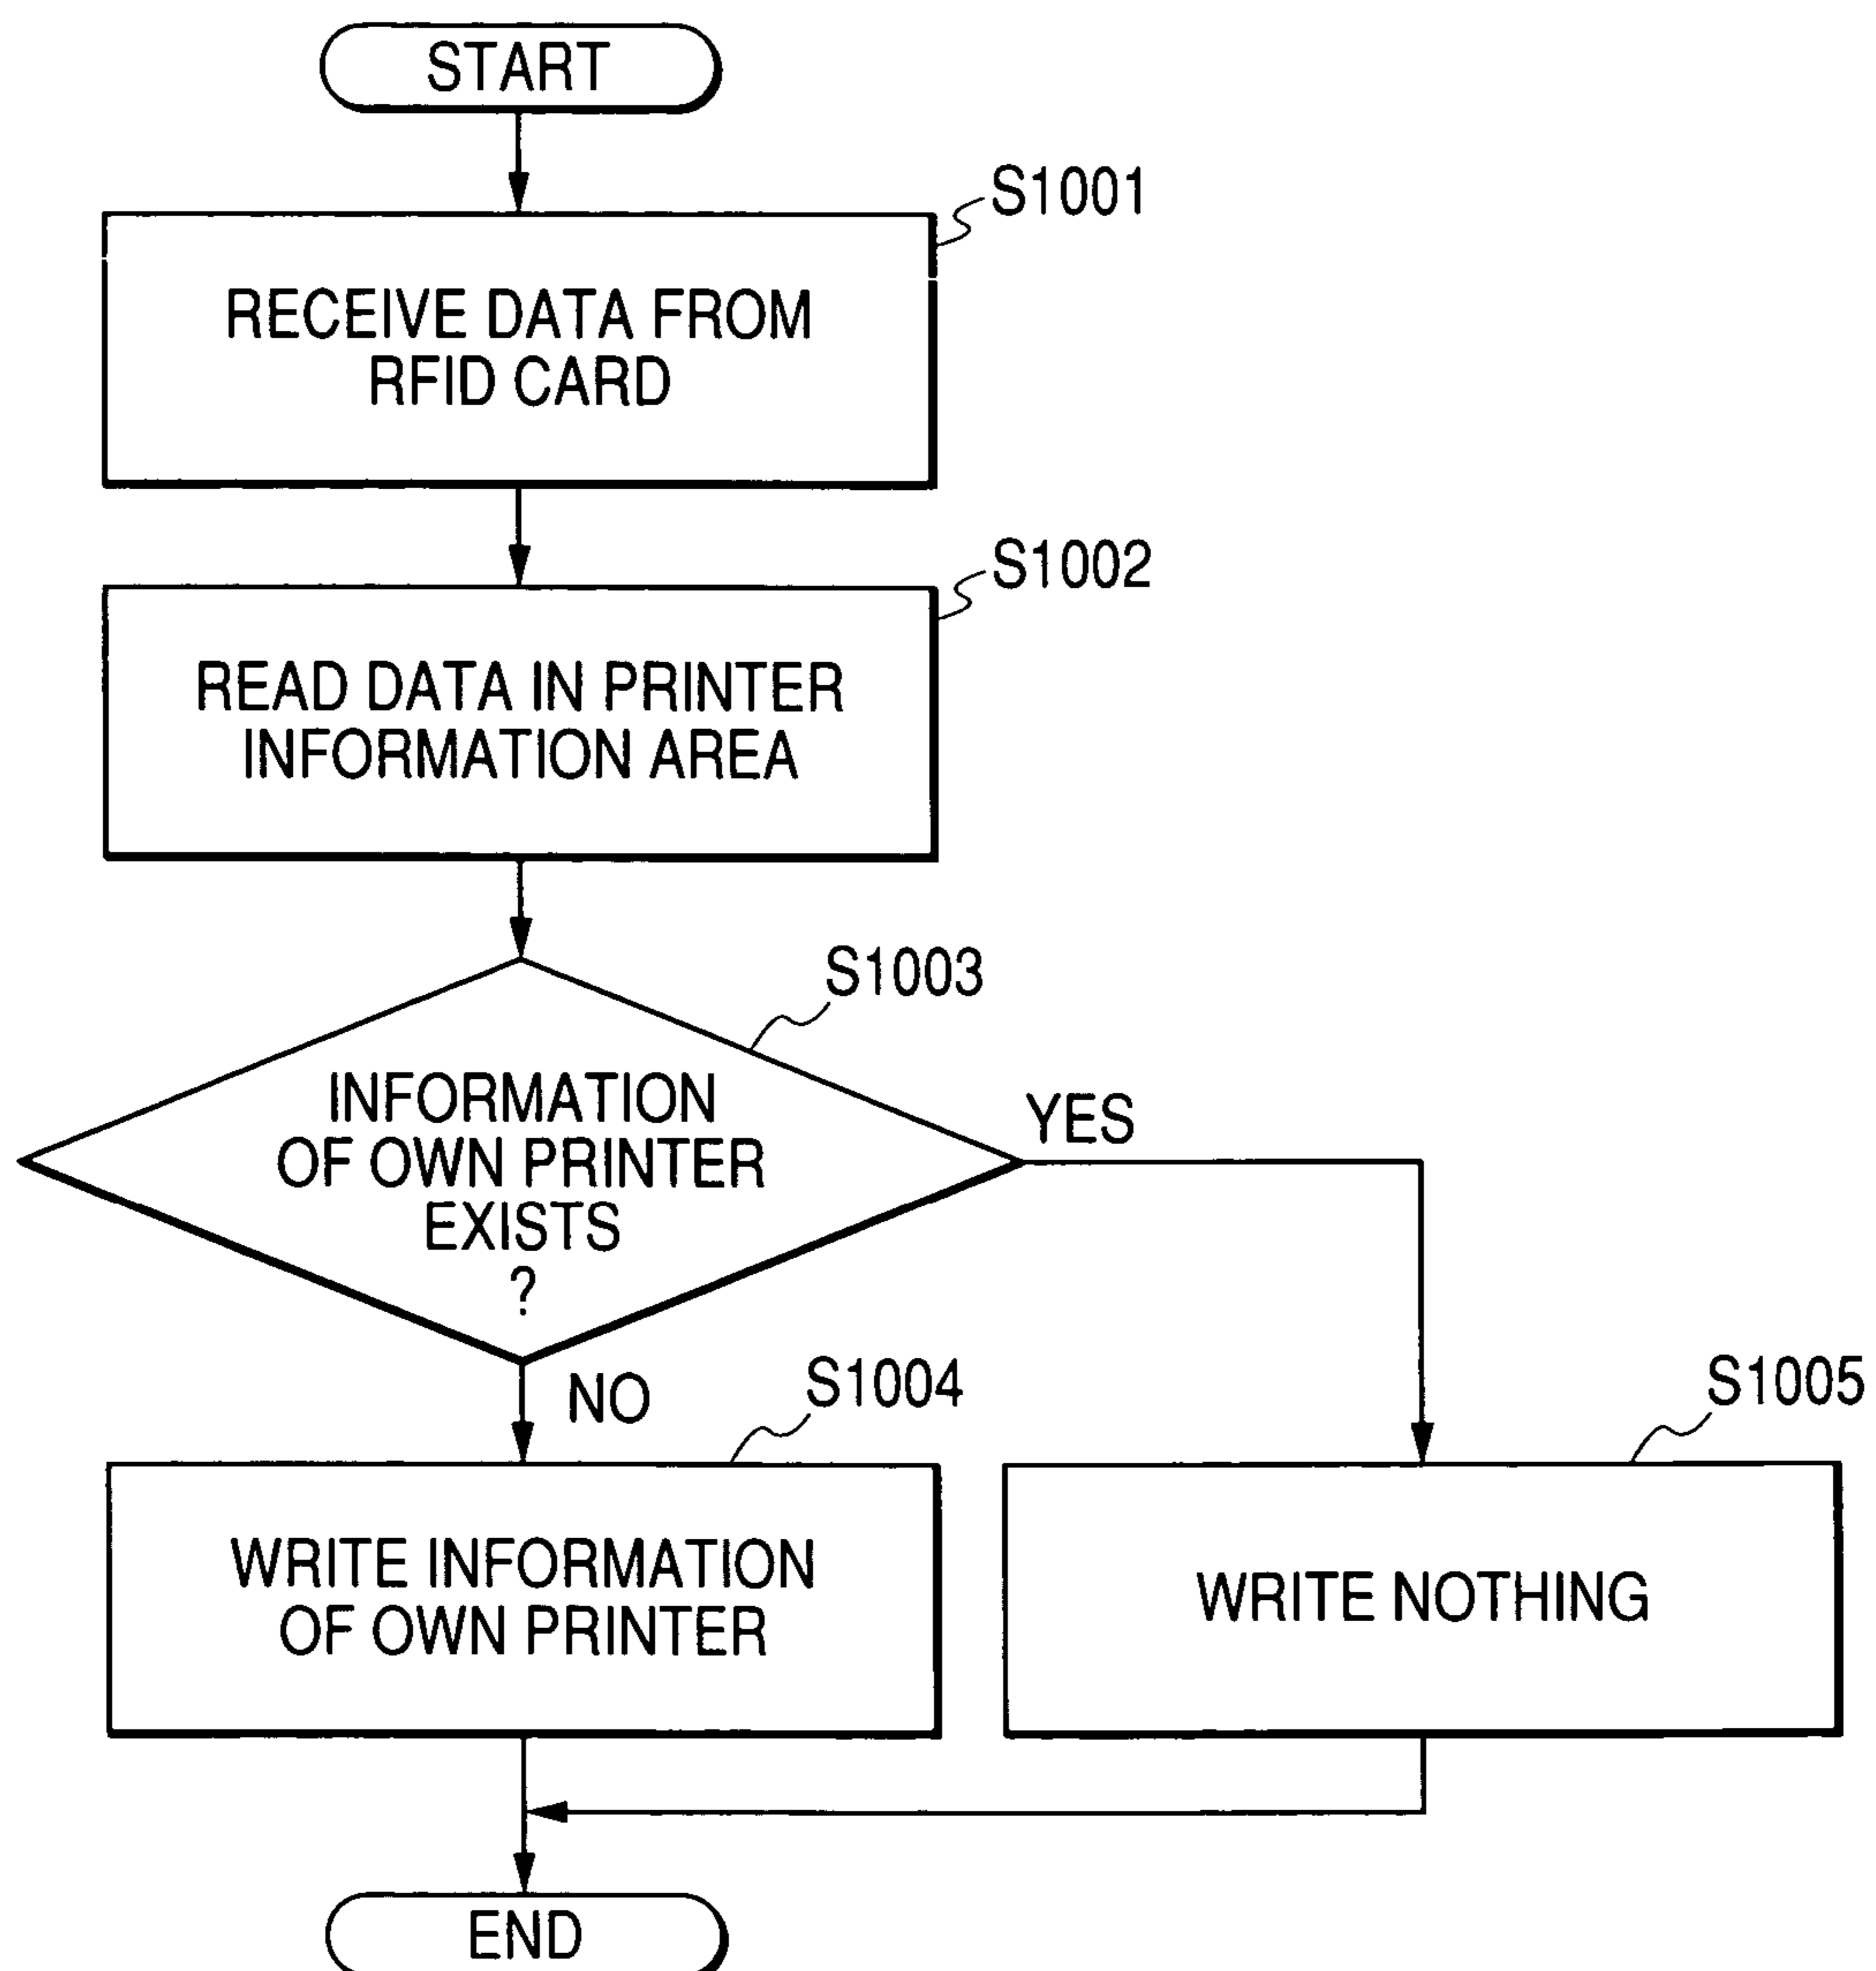 START
S1001
RECEIVE DATA FROM
RFID CARD
S1002
READ DATA IN PRINTER
INFORMATION AREA
S1003
INFORMATION
OF OWN PRINTER
EXISTS
?
YES
NO
S1004
WRITE INFORMATION
OF OWN PRINTER
S1005
WRITE NOTHING
END